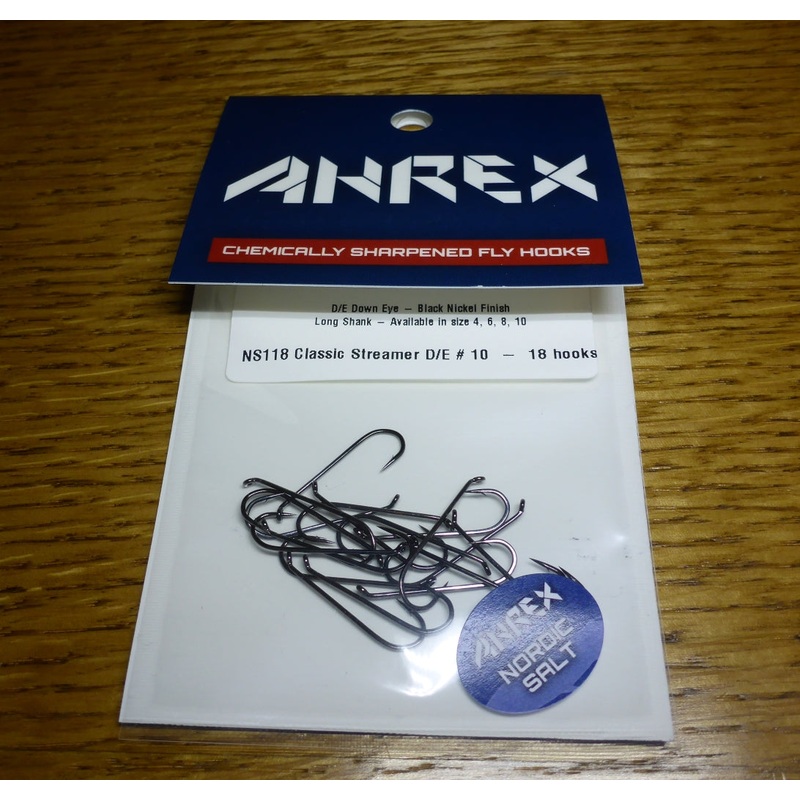 AHREX
CHEMICALLY SHARPENED FLY HOOKS
D/E Down Eye – Black Nickel Finish
Long Shank – Available in size 4, 6, 8, 10
NS118 Classic Streamer D/E # 10 – 18 hooks
AHREX
NORDIC
SALT